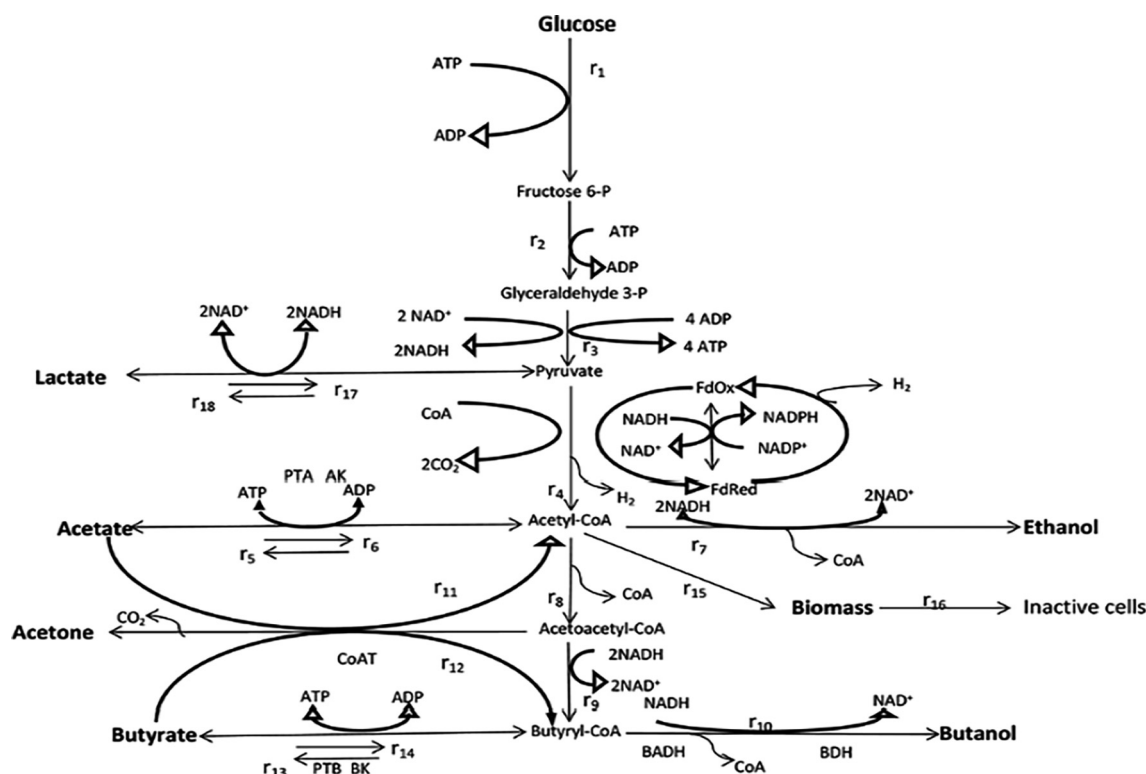 Glucose
ATP
r1
ADP
Fructose 6-P
r2
ATP
ADP
Glyceraldehyde 3-P
2NAD⁺ 2NADH
2 NAD⁺ 4 ADP
r3
2NADH 4 ATP
Lactate Pyruvate
r18 r17
FdOx H₂
CoA NADH NADPH
NAD⁺ NADP⁺
2CO₂
PTA AK
r4 H₂ FdRed
ATP ADP 2NADH 2NAD⁺
Acetate Acetyl-CoA Ethanol
r5 r6 r7
CoA
r11 r8 CoA r15
Biomass r16 Inactive cells
CO₂
Acetone Acetoacetyl-CoA
CoAT r12 2NADH
2NAD⁺
ATP ADP r9 NADH NAD⁺
r10
Butyrate Butyryl-CoA Butanol
r14 BADH BDH
r13 PTB BK CoA